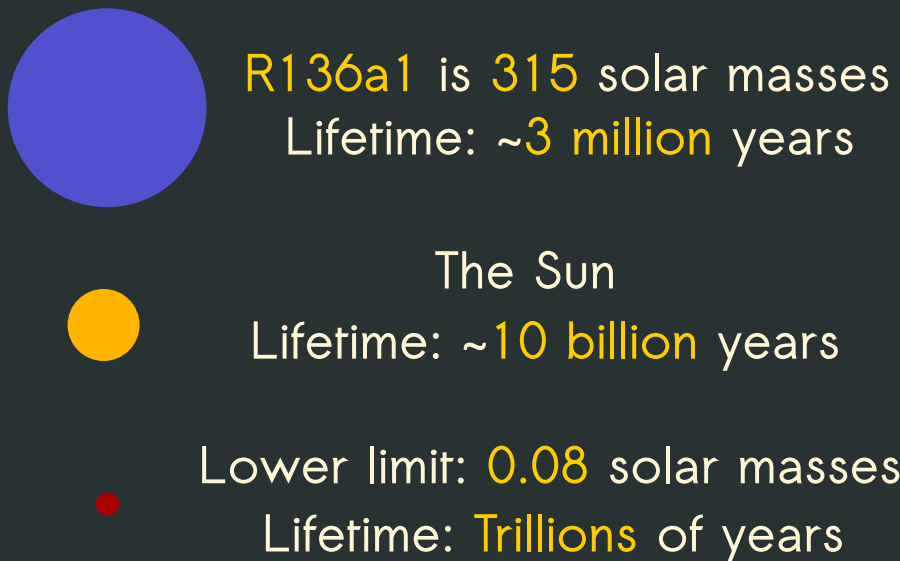 R136a1 is 315 solar masses
Lifetime: ~3 million years
The Sun
Lifetime: ~10 billion years
Lower limit: 0.08 solar masses
Lifetime: Trillions of years